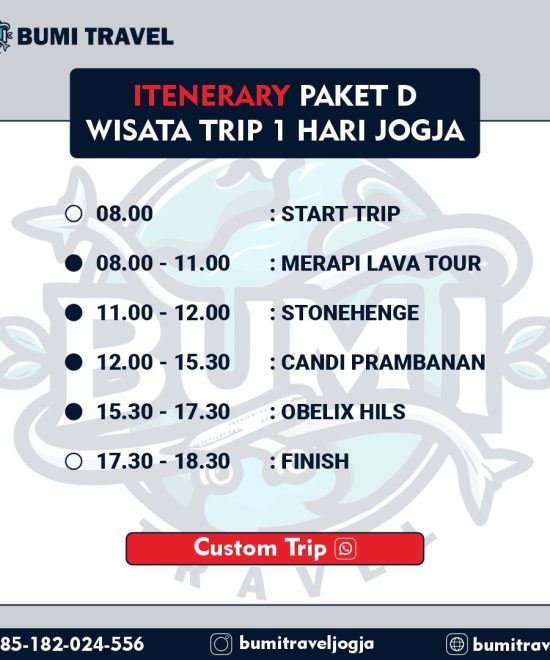 BUMI TRAVEL
ITENERARY PAKET D
WISATA TRIP 1 HARI JOGJA
08.00 : START TRIP
08.00 - 11.00 : MERAPI LAVA TOUR
11.00 - 12.00 : STONEHENGE
12.00 - 15.30 : CANDI PRAMBANAN
15.30 - 17.30 : OBELIX HILS
17.30 - 18.30 : FINISH
BUMI
TRAVEL
Custom Trip
85-182-024-556 bumitraveljogja bumitrav